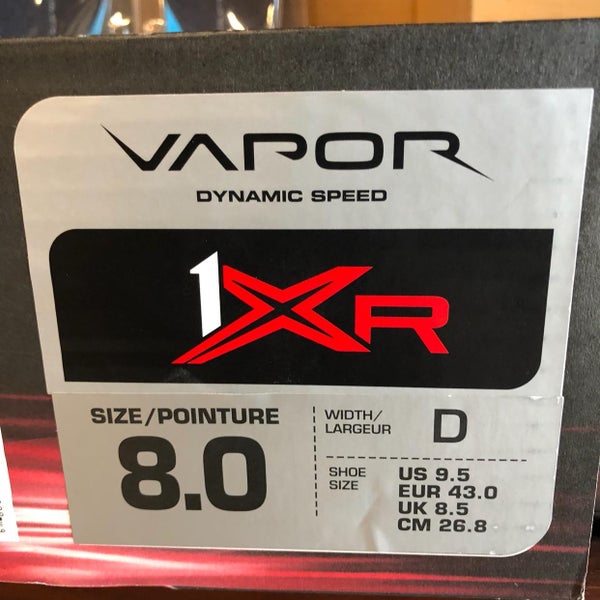 VAPOR
DYNAMIC SPEED
1XR
SIZE/POINTURE
8.0
WIDTH/
LARGEUR
D
SHOE
SIZE
US 9.5
EUR 43.0
UK 8.5
CM 26.8